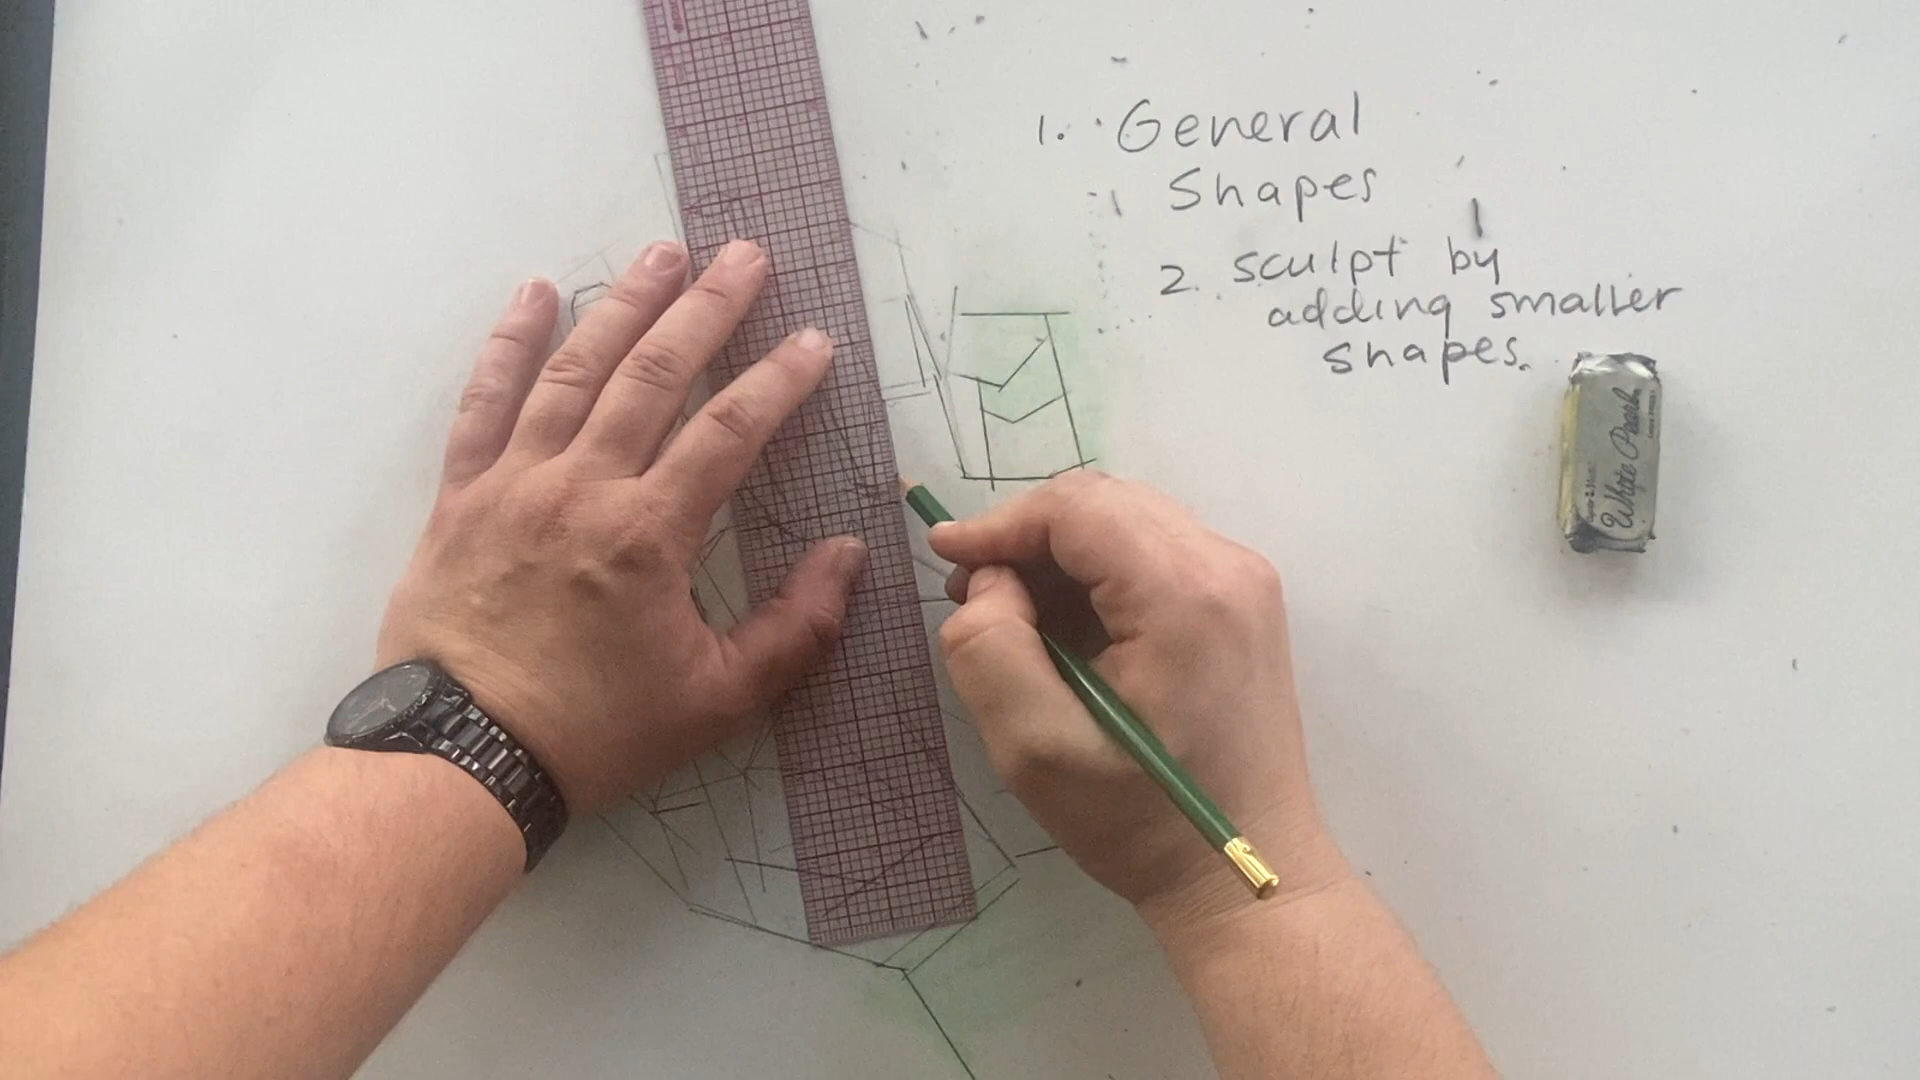 1. General
Shapes
2. sculpt by
adding smaller
shapes.
White Pearl